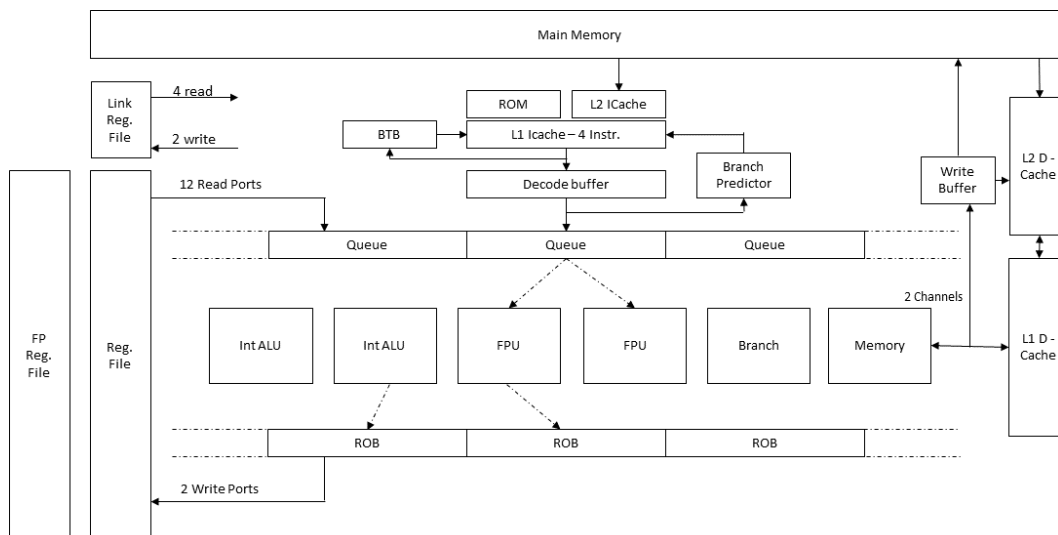 Main Memory
Link
Reg.
File
4 read
2 write
ROM
L2 ICache
BTB
L1 Icache – 4 Instr.
Decode buffer
Branch
Predictor
Write
Buffer
L2 D -
Cache
12 Read Ports
Queue
Queue
Queue
2 Channels
FP
Reg.
File
Reg.
File
Int ALU
Int ALU
FPU
FPU
Branch
Memory
L1 D -
Cache
ROB
ROB
ROB
2 Write Ports